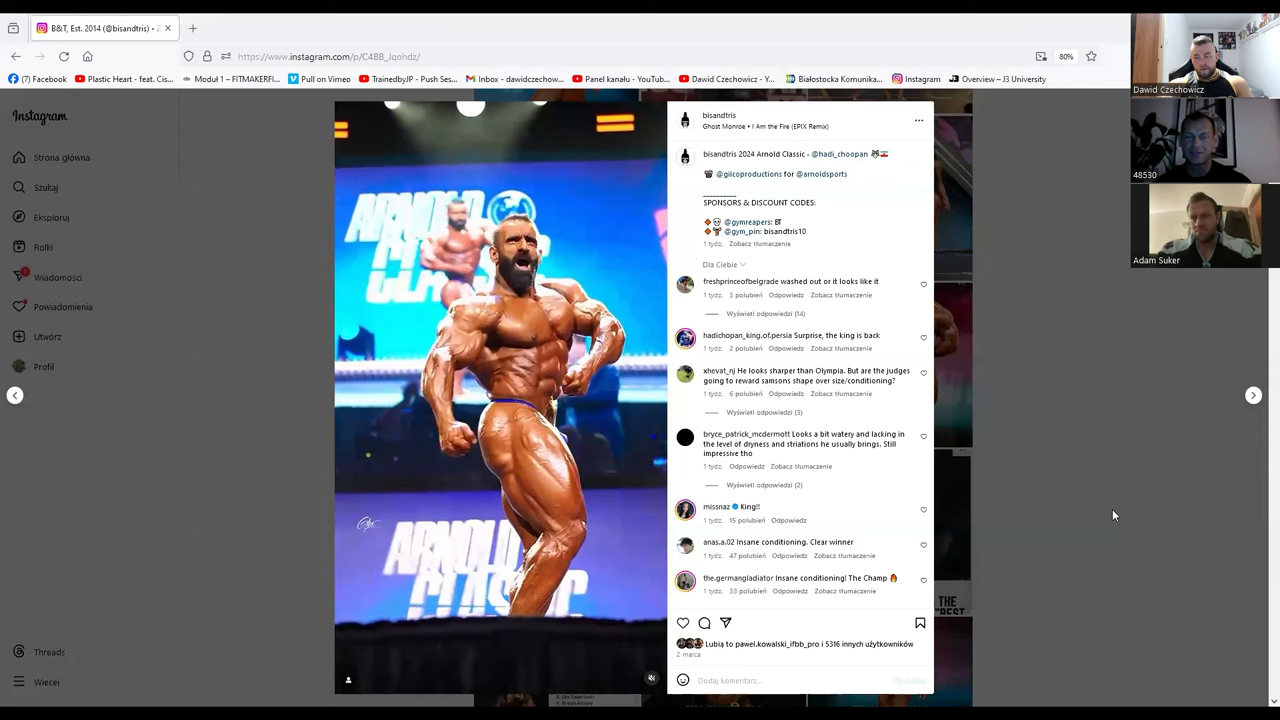 B&T, Est. 2014 (@bisandtris) •
https://www.instagram.com/p/C4BB_Jqohdz/
80%
(2) Facebook
Plastic Heart - feat. Cis...
Moduł 1 – FITMAKERFI...
Pull on Vimeo
TrainedbyJP - Push Ses...
Inbox - dawidczechow...
Panel kanału - YouTub...
Dawid Czechowicz - Y...
Białostocka Komunika...
Instagram
Overview – J3 University
Dawid Czechowicz
48530
Adam Suker
Instagram
Strona główna
Szukaj
Eksploruj
Rolki
Wiadomości
Powiadomienia
Utwórz
Profil
Threads
Więcej
ARNOLD
bisandtris
Ghost Monroe • I Am the Fire (EPIX Remix)
bisandtris 2024 Arnold Classic - @hadi_choopan
@gilcoproductions for @arnoldsports
__________
SPONSORS & DISCOUNT CODES:
@gymreapers: BT
@gym_pin: bisandtris10
1 tydz. Zobacz tłumaczenie
Dla Ciebie
freshprinceofbelgrade washed out or it looks like it
1 tydz. 3 polubień Odpowiedz Zobacz tłumaczenie
Wyświetl odpowiedzi (14)
hadichopan_king.of.persia Surprise, the king is back
1 tydz. 2 polubień Odpowiedz Zobacz tłumaczenie
xhevat_nj He looks sharper than Olympia. But are the judges
going to reward samsons shape over size/conditioning?
1 tydz. 6 polubień Odpowiedz Zobacz tłumaczenie
Wyświetl odpowiedzi (3)
bryce_patrick_mcdermott Looks a bit watery and lacking in
the level of dryness and striations he usually brings. Still
impressive tho
1 tydz. Odpowiedz Zobacz tłumaczenie
Wyświetl odpowiedzi (2)
missnaz King!!
1 tydz. 15 polubień Odpowiedz
anas.a.02 Insane conditioning. Clear winner
1 tydz. 47 polubień Odpowiedz Zobacz tłumaczenie
the.germangladiator Insane conditioning! The Champ
1 tydz. 33 polubień Odpowiedz Zobacz tłumaczenie
Lubią to pawel.kowalski_ifbb_pro i 5316 innych użytkowników
2 marca
Dodaj komentarz...
Opublikuj
THE